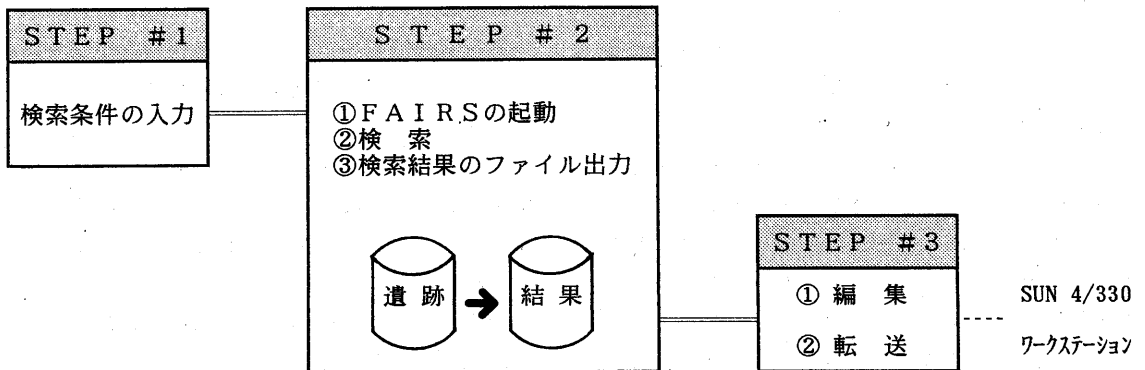 ＳＴＥＰ ＃１
検索条件の入力
Ｓ Ｔ Ｅ Ｐ ＃ ２
①ＦＡＩＲＳの起動
②検 索
③検索結果のファイル出力
遺 跡
結 果
ＳＴＥＰ ＃３
① 編 集
② 転 送
SUN 4/330
ﾜｰｸｽﾃｰｼｮﾝ